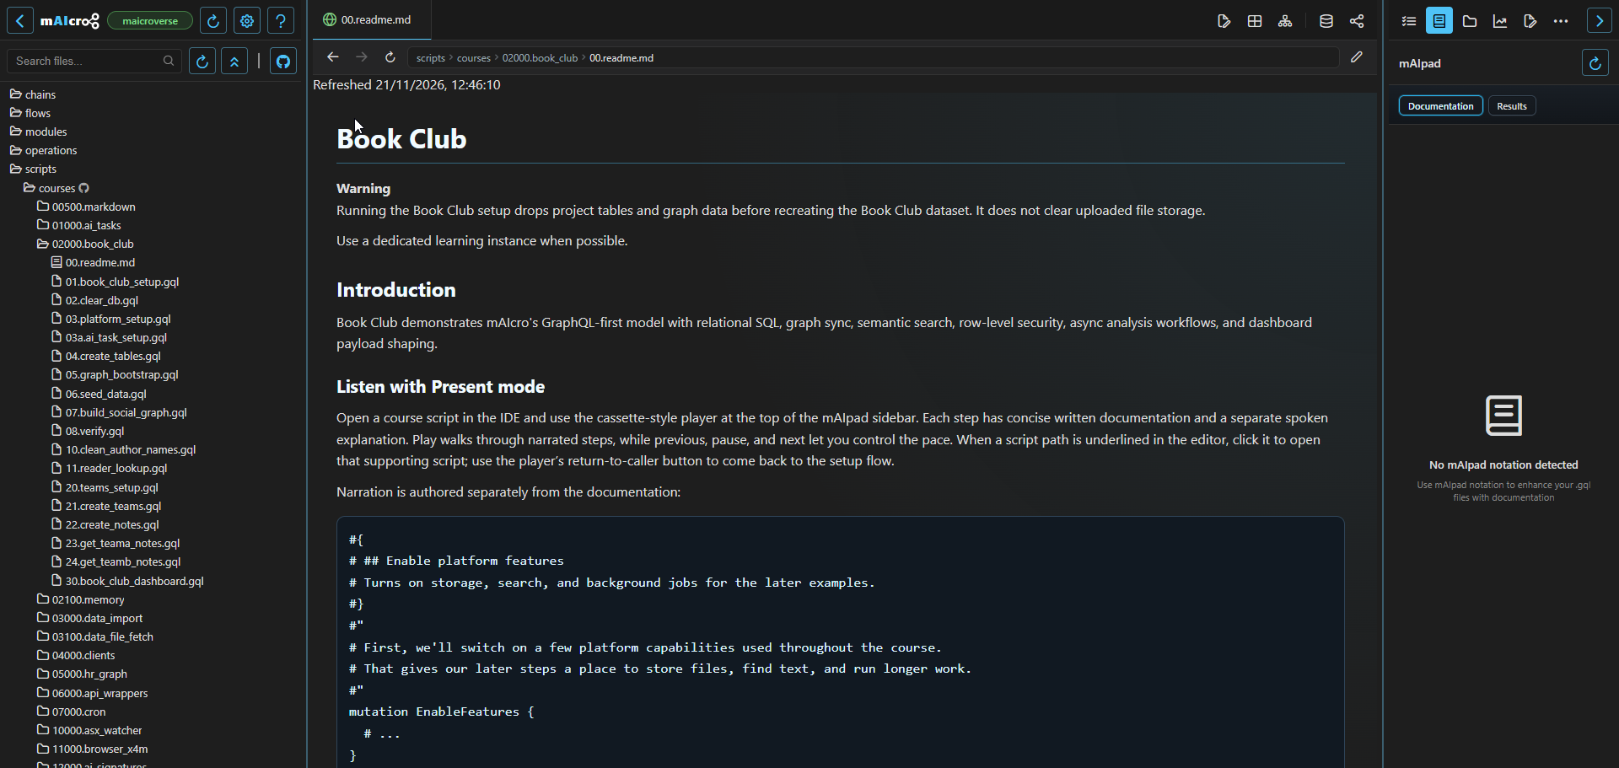 mAIcro
maicroverse
?
Search files...
chains
flows
modules
operations
scripts
courses
00500.markdown
01000.ai_tasks
02000.book_club
00.readme.md
01.book_club_setup.gql
02.clear_db.gql
03.platform_setup.gql
03a.ai_task_setup.gql
04.create_tables.gql
05.graph_bootstrap.gql
06.seed_data.gql
07.build_social_graph.gql
08.verify.gql
10.clean_author_names.gql
11.reader_lookup.gql
20.teams_setup.gql
21.create_teams.gql
22.create_notes.gql
23.get_teama_notes.gql
24.get_teamb_notes.gql
30.book_club_dashboard.gql
02100.memory
03000.data_import
03100.data_file_fetch
04000.clients
05000.hr_graph
06000.api_wrappers
07000.cron
10000.asx_watcher
11000.browser_x4m
12000.ai_signatures
00.readme.md
scripts › courses › 02000.book_club › 00.readme.md
Refreshed 21/11/2026, 12:46:10
Book Club
Warning
Running the Book Club setup drops project tables and graph data before recreating the Book Club dataset. It does not clear uploaded file storage.
Use a dedicated learning instance when possible.
Introduction
Book Club demonstrates mAIcro's GraphQL-first model with relational SQL, graph sync, semantic search, row-level security, async analysis workflows, and dashboard
payload shaping.
Listen with Present mode
Open a course script in the IDE and use the cassette-style player at the top of the mAIpad sidebar. Each step has concise written documentation and a separate spoken
explanation. Play walks through narrated steps, while previous, pause, and next let you control the pace. When a script path is underlined in the editor, click it to open
that supporting script; use the player's return-to-caller button to come back to the setup flow.
Narration is authored separately from the documentation:
#{
# ## Enable platform features
# Turns on storage, search, and background jobs for the later examples.
#}
#"
# First, we'll switch on a few platform capabilities used throughout the course.
# That gives our later steps a place to store files, find text, and run longer work.
#"
mutation EnableFeatures {
# ...
}
mAIpad
Documentation
Results
No mAIpad notation detected
Use mAIpad notation to enhance your .gql
files with documentation